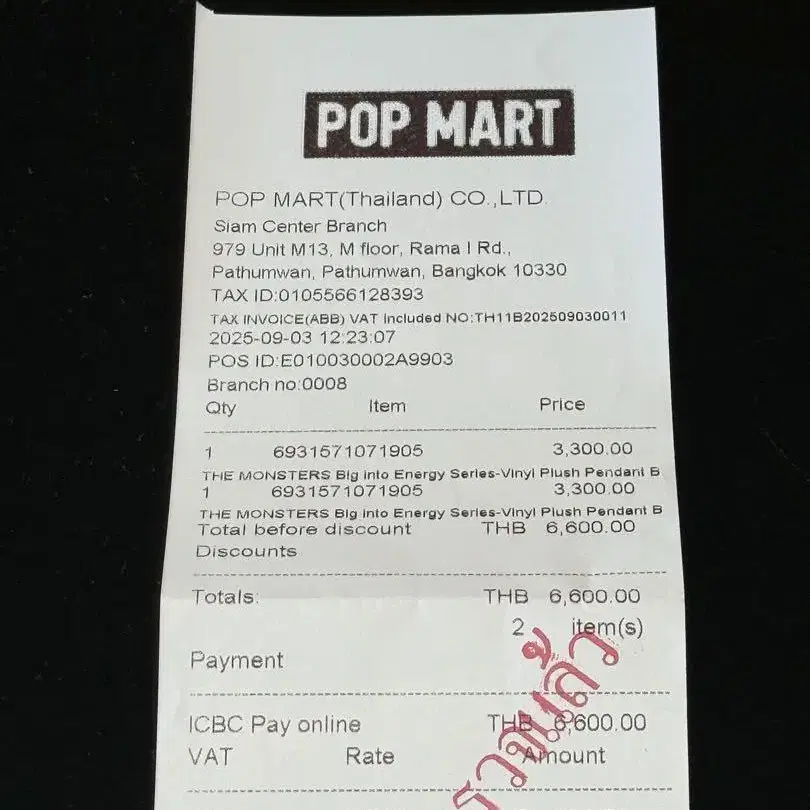 POP MART
POP MART(Thailand) CO.,LTD.
Siam Center Branch
979 Unit M13, M floor, Rama I Rd.,
Pathumwan, Pathumwan, Bangkok 10330
TAX ID:0105566128393
TAX INVOICE(ABB) VAT Included NO:TH11B202509030011
2025-09-03 12:23:07
POS ID:E010030002A9903
Branch no:0008
Qty Item Price
1 6931571071905 3,300.00
THE MONSTERS Big into Energy Series-Vinyl Plush Pendant B
1 6931571071905 3,300.00
THE MONSTERS Big into Energy Series-Vinyl Plush Pendant B
Total before discount THB 6,600.00
Discounts
Totals: THB 6,600.00
2 item(s)
Payment
ICBC Pay online THB 6,600.00
VAT Rate Amount